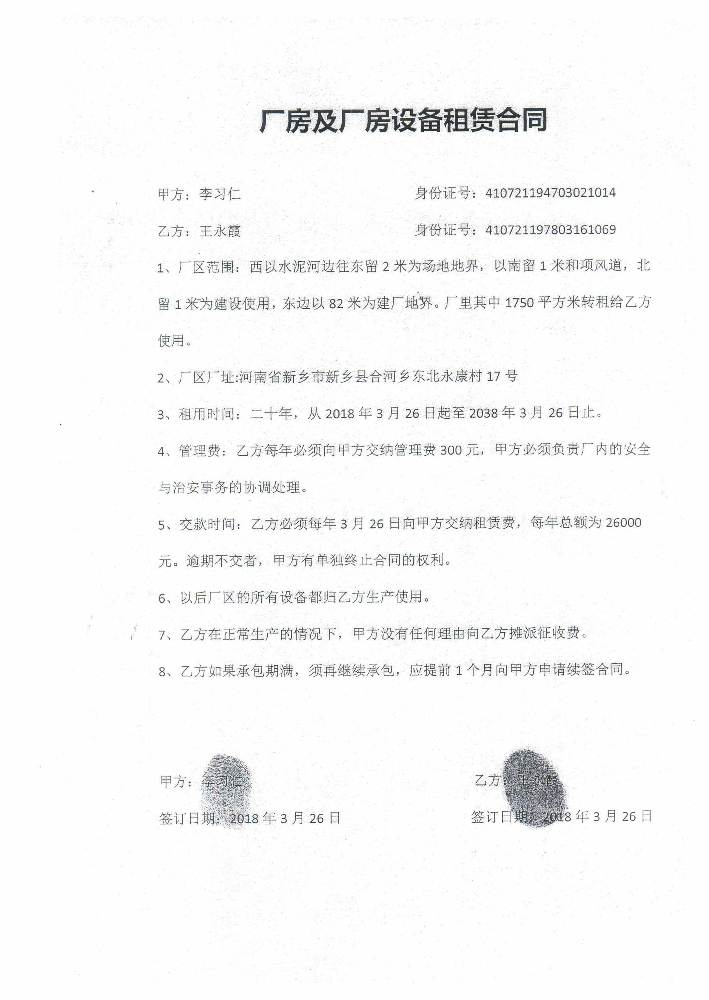 厂房及厂房设备租赁合同
甲方：李习仁 身份证号：410721194703021014
乙方：王永霞 身份证号：410721197803161069
1、厂区范围：西以水泥河边往东留 2 米为场地地界，以南留 1 米和项风道，北
留 1 米为建设使用，东边以 82 米为建厂地界。厂里其中 1750 平方米转租给乙方
使用。
2、厂区厂址:河南省新乡市新乡县合河乡东北永康村 17 号
3、租用时间：二十年，从 2018 年 3 月 26 日起至 2038 年 3 月 26 日止。
4、管理费：乙方每年必须向甲方交纳管理费 300 元，甲方必须负责厂内的安全
与治安事务的协调处理。
5、交款时间：乙方必须每年 3 月 26 日向甲方交纳租赁费，每年总额为 26000
元。逾期不交者，甲方有单独终止合同的权利。
6、以后厂区的所有设备都归乙方生产使用。
7、乙方在正常生产的情况下，甲方没有任何理由向乙方摊派征收费。
8、乙方如果承包期满，须再继续承包，应提前 1 个月向甲方申请续签合同。
甲方：李习仁 乙方：王永霞
签订日期：2018 年 3 月 26 日 签订日期：2018 年 3 月 26 日